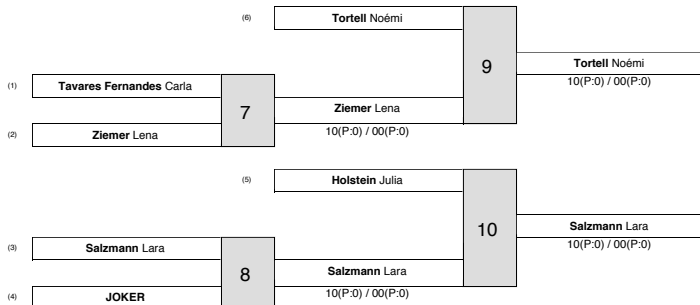 (6) Tortell Noémi
9
Tortell Noémi
10(P:0) / 00(P:0)
(1) Tavares Fernandes Carla
7
Ziemer Lena
10(P:0) / 00(P:0)
(2) Ziemer Lena
(5) Holstein Julia
10
Salzmann Lara
10(P:0) / 00(P:0)
(3) Salzmann Lara
8
Salzmann Lara
10(P:0) / 00(P:0)
(4) JOKER